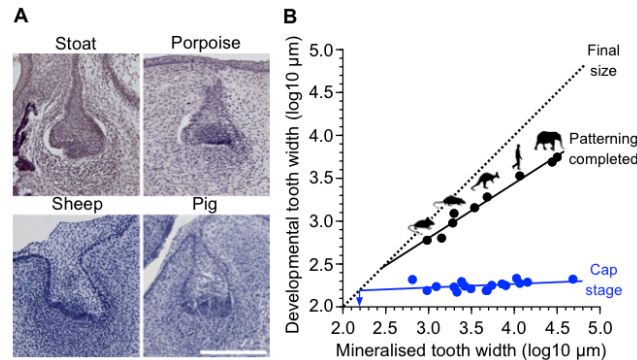 A
Stoat
Porpoise
Sheep
Pig
B
Developmental tooth width (log10 µm)
5.0
4.5
4.0
3.5
3.0
2.5
2.0
2.0
2.5
3.0
3.5
4.0
4.5
5.0
Mineralised tooth width (log10 µm)
Final
size
Patterning
completed
Cap
stage